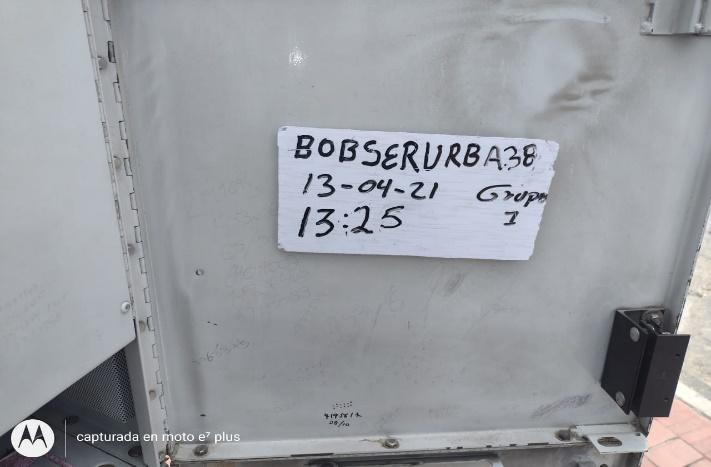 BOBSERURBA38
13-04-21 Grupo
I
13:25
capturada en moto e⁷ plus